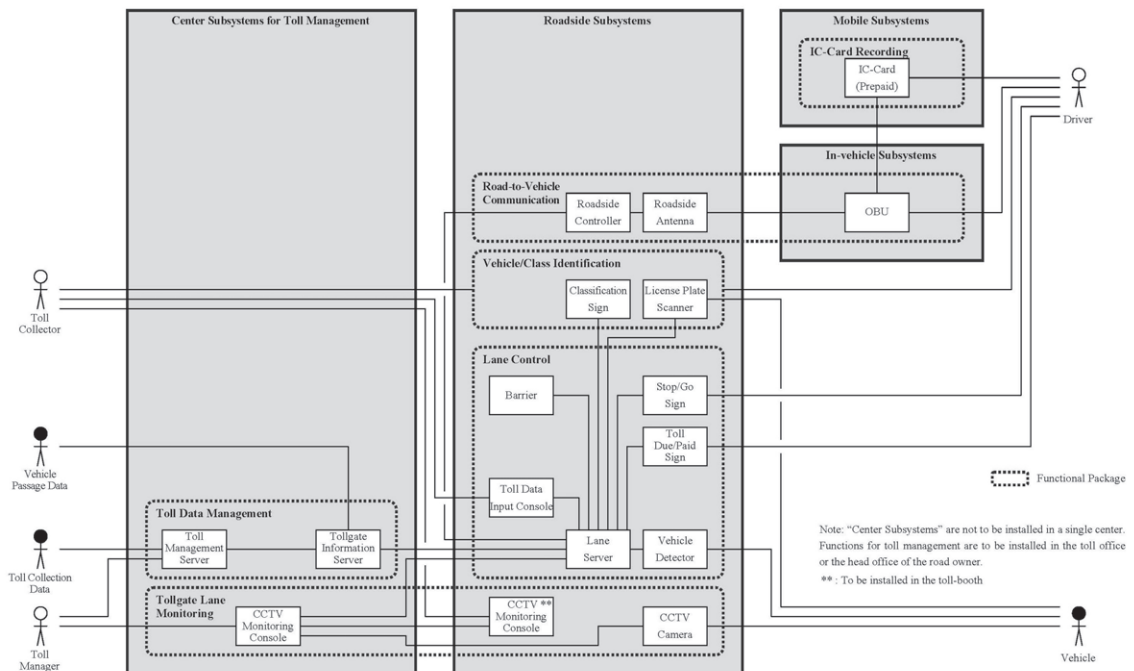 Center Subsystems for Toll Management
Roadside Subsystems
Mobile Subsystems
IC-Card Recording
IC-Card
(Prepaid)
Driver
In-vehicle Subsystems
Road-to-Vehicle
Communication
Roadside
Controller
Roadside
Antenna
OBU
Vehicle/Class Identification
Classification
Sign
License Plate
Scanner
Toll
Collector
Lane Control
Barrier
Stop/Go
Sign
Toll
Due/Paid
Sign
Vehicle
Passage Data
Functional Package
Toll Data
Input Console
Toll Data Management
Toll
Management
Server
Tollgate
Information
Server
Lane
Server
Vehicle
Detector
Note: “Center Subsystems” are not to be installed in a single center.
Functions for toll management are to be installed in the toll office
or the head office of the road owner.
** : To be installed in the toll-booth
Toll Collection
Data
Tollgate Lane
Monitoring
CCTV
Monitoring
Console
CCTV **
Monitoring
Console
CCTV
Camera
Toll
Manager
Vehicle